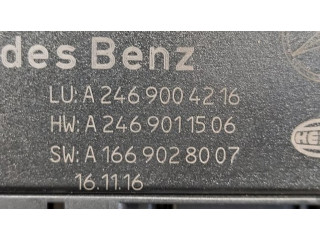 des Benz
LU: A 246 900 42 16
HW: A 246 901 15 06
SW: A 166 902 80 07
16.11.16
HE